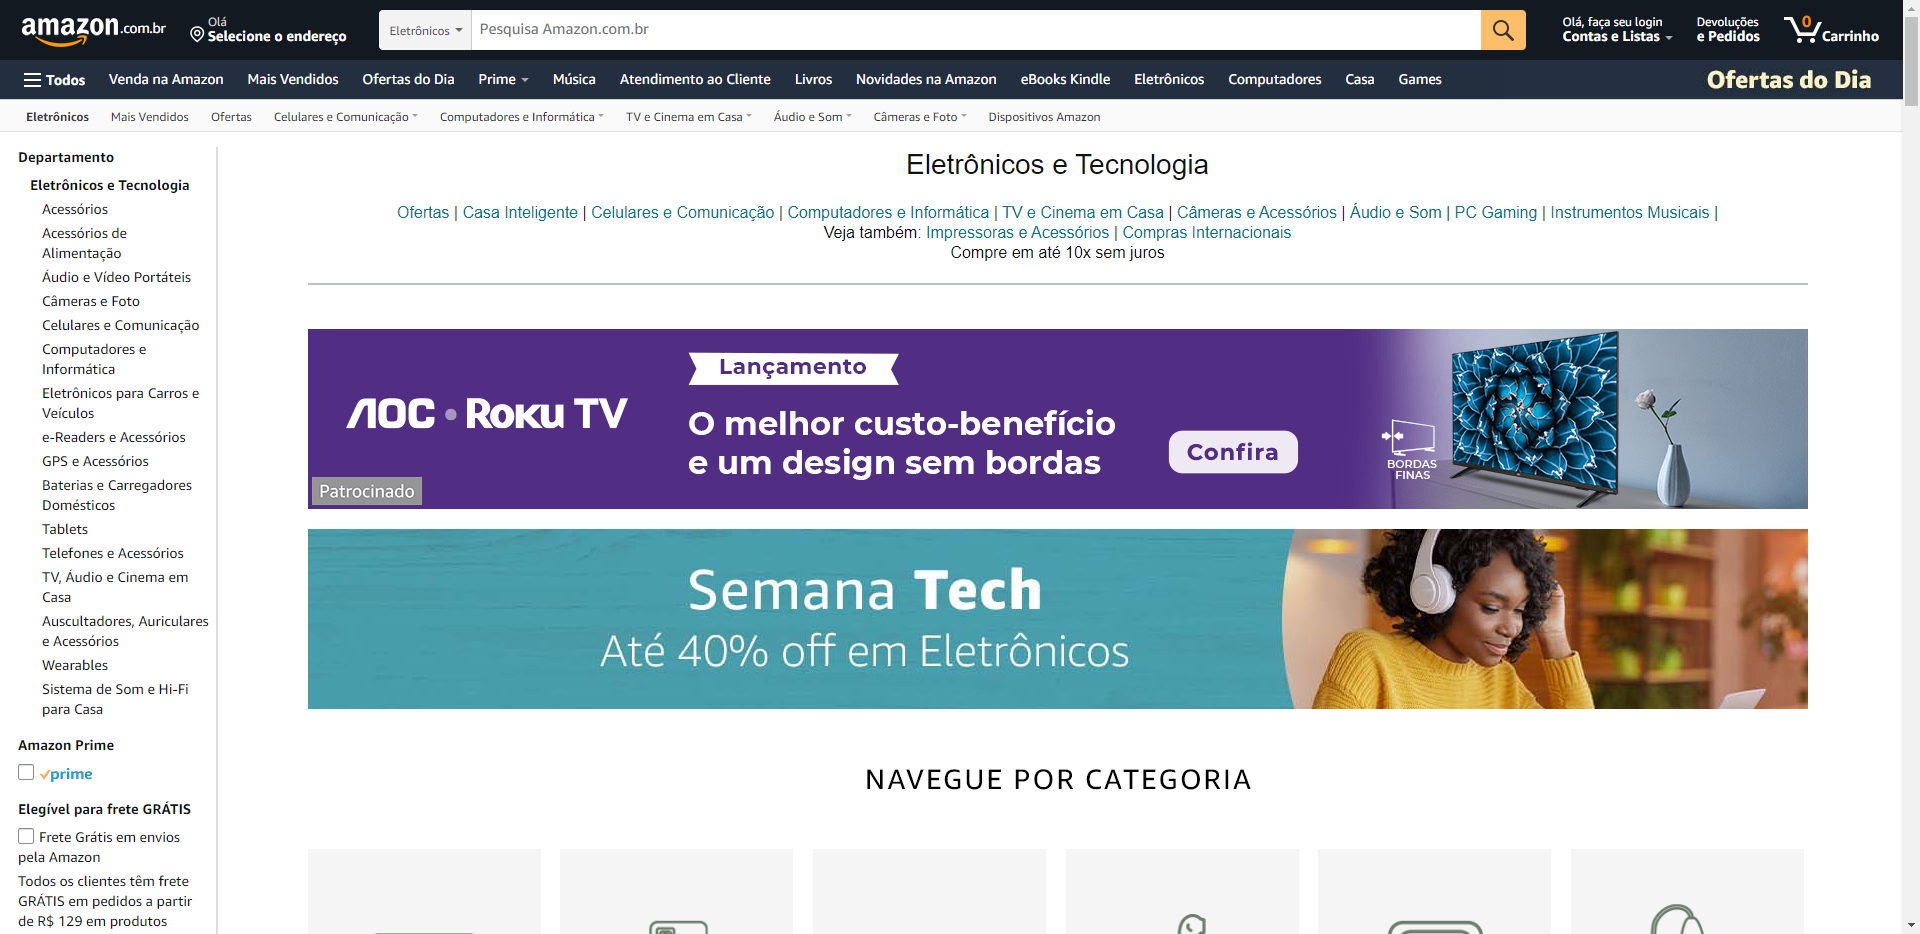 amazon.com.br
Olá
Selecione o endereço
Eletrônicos
Pesquisa Amazon.com.br
Olá, faça seu login
Contas e Listas
Devoluções
e Pedidos
0
Carrinho
Todos
Venda na Amazon
Mais Vendidos
Ofertas do Dia
Prime
Música
Atendimento ao Cliente
Livros
Novidades na Amazon
eBooks Kindle
Eletrônicos
Computadores
Casa
Games
Ofertas do Dia
Eletrônicos
Mais Vendidos
Ofertas
Celulares e Comunicação
Computadores e Informática
TV e Cinema em Casa
Áudio e Som
Câmeras e Foto
Dispositivos Amazon
Departamento
Eletrônicos e Tecnologia
Acessórios
Acessórios de
Alimentação
Áudio e Vídeo Portáteis
Câmeras e Foto
Celulares e Comunicação
Computadores e
Informática
Eletrônicos para Carros e
Veículos
e-Readers e Acessórios
GPS e Acessórios
Baterias e Carregadores
Domésticos
Tablets
Telefones e Acessórios
TV, Áudio e Cinema em
Casa
Auscultadores, Auriculares
e Acessórios
Wearables
Sistema de Som e Hi-Fi
para Casa
Amazon Prime
prime
Elegível para frete GRÁTIS
Frete Grátis em envios
pela Amazon
Todos os clientes têm frete
GRÁTIS em pedidos a partir
de R$ 129 em produtos
Eletrônicos e Tecnologia
Ofertas | Casa Inteligente | Celulares e Comunicação | Computadores e Informática | TV e Cinema em Casa | Câmeras e Acessórios | Áudio e Som | PC Gaming | Instrumentos Musicais |
Veja também: Impressoras e Acessórios | Compras Internacionais
Compre em até 10x sem juros
Lançamento
AOC • Roku TV
O melhor custo-benefício
e um design sem bordas
Confira
BORDAS
FINAS
Patrocinado
Semana Tech
Até 40% off em Eletrônicos
NAVEGUE POR CATEGORIA